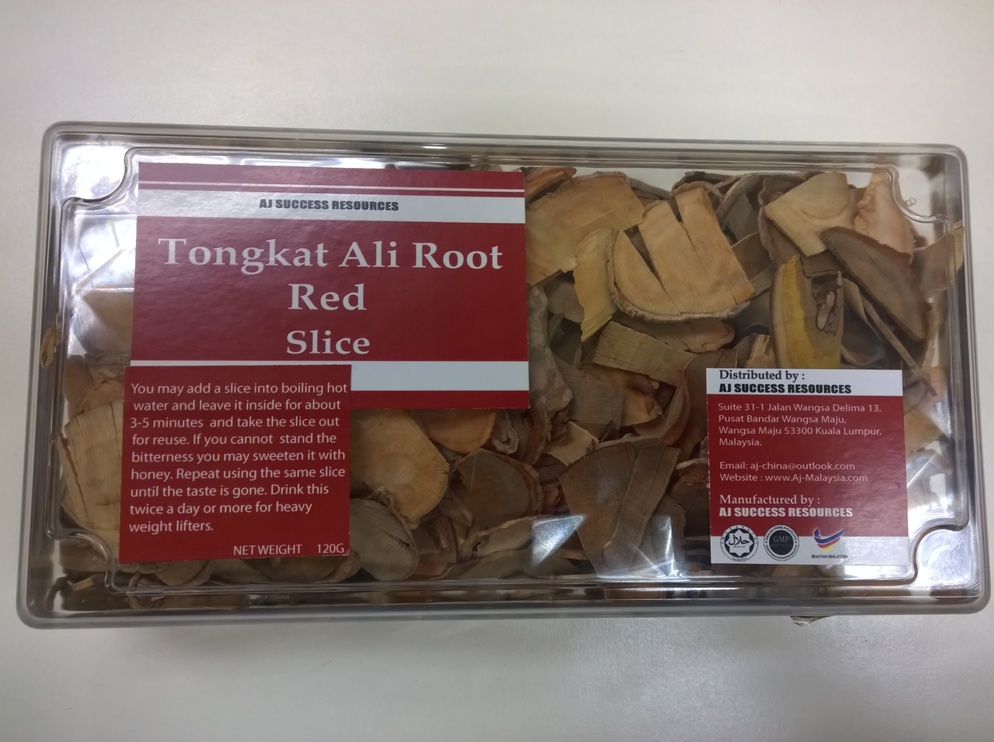 AJ SUCCESS RESOURCES
Tongkat Ali Root
Red
Slice
You may add a slice into boiling hot
water and leave it inside for about
3-5 minutes and take the slice out
for reuse. If you cannot stand the
bitterness you may sweeten it with
honey. Repeat using the same slice
until the taste is gone. Drink this
twice a day or more for heavy
weight lifters.
NET WEIGHT 120G
Distributed by :
AJ SUCCESS RESOURCES
Suite 31-1 Jalan Wangsa Delima 13,
Pusat Bandar Wangsa Maju,
Wangsa Maju 53300 Kuala Lumpur,
Malaysia.
Email: aj-china@outlook.com
Website : www.Aj-Malaysia.com
Manufactured by :
AJ SUCCESS RESOURCES
حلال
GMP
BUATAN MALAYSIA